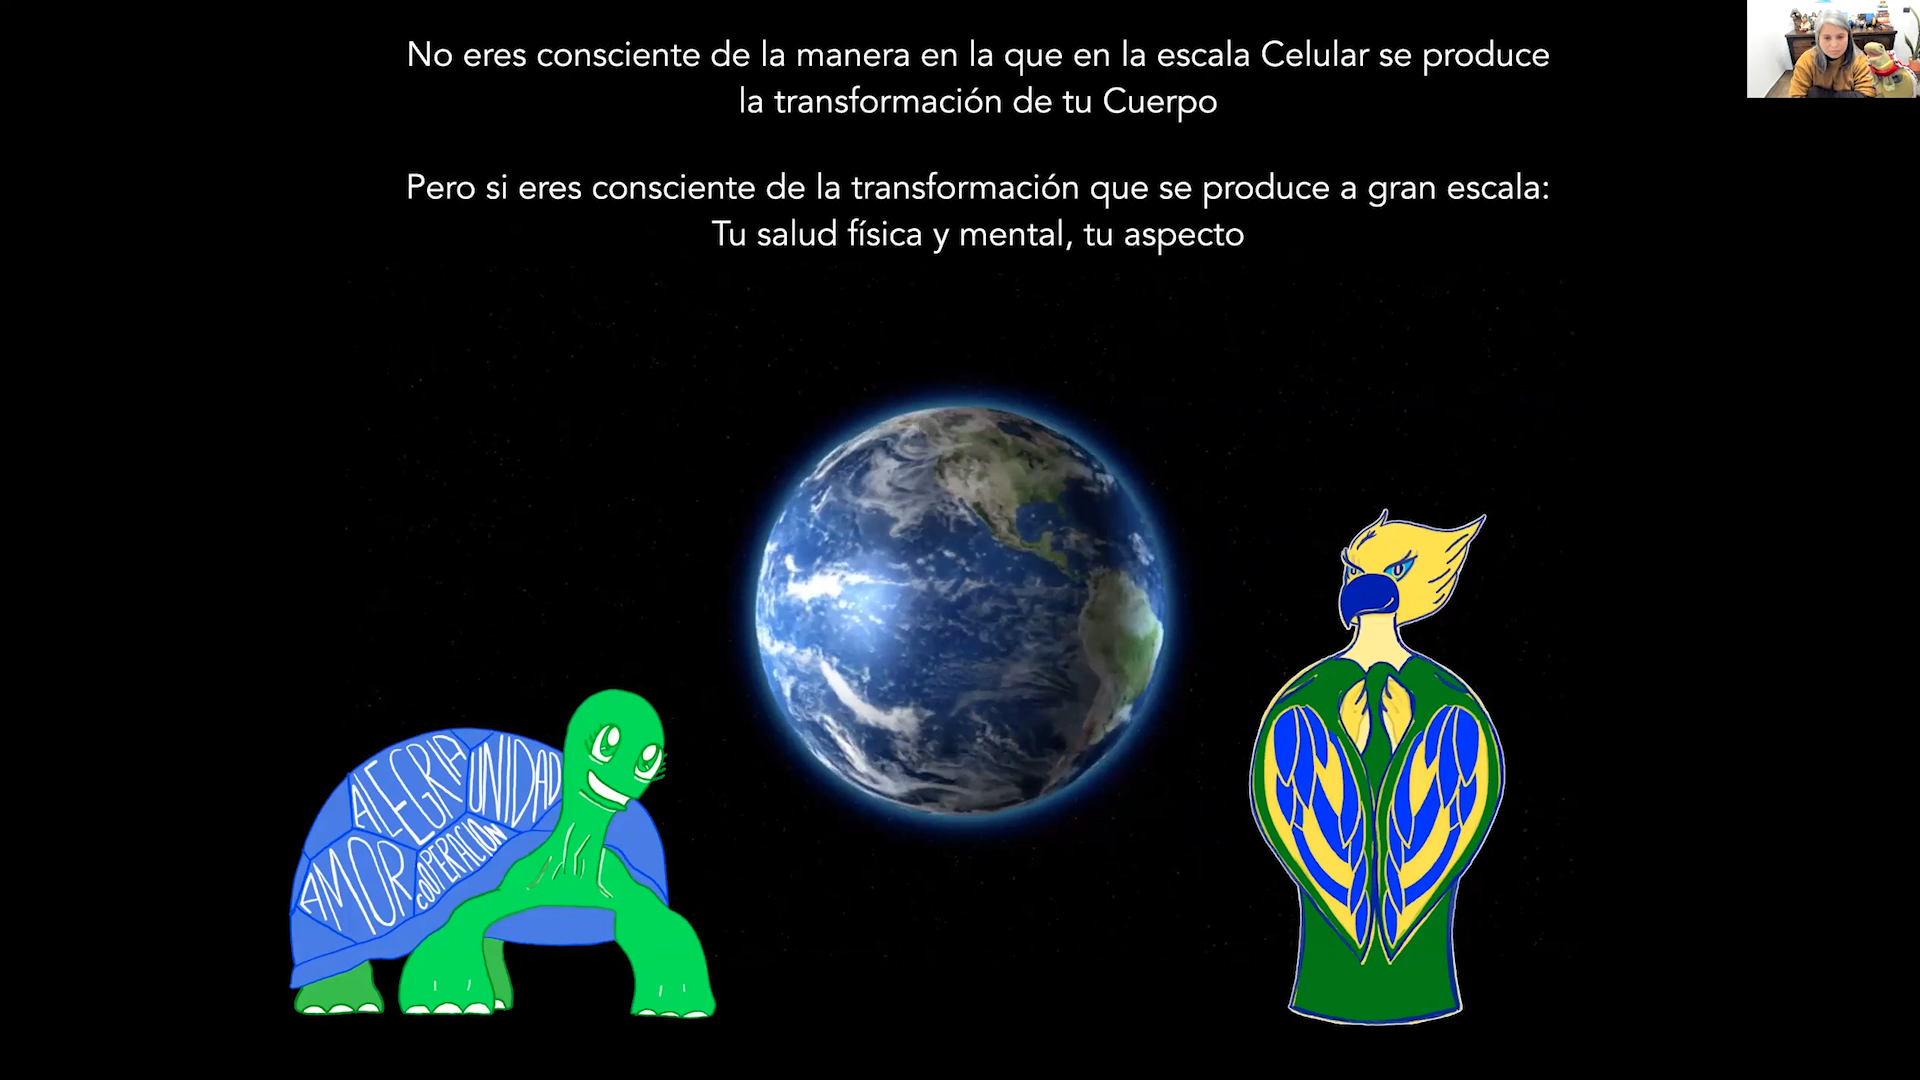 No eres consciente de la manera en la que en la escala Celular se produce
la transformación de tu Cuerpo
Pero si eres consciente de la transformación que se produce a gran escala:
Tu salud física y mental, tu aspecto
ALEGRIA
UNIDAD
AMOR
COOPERACION